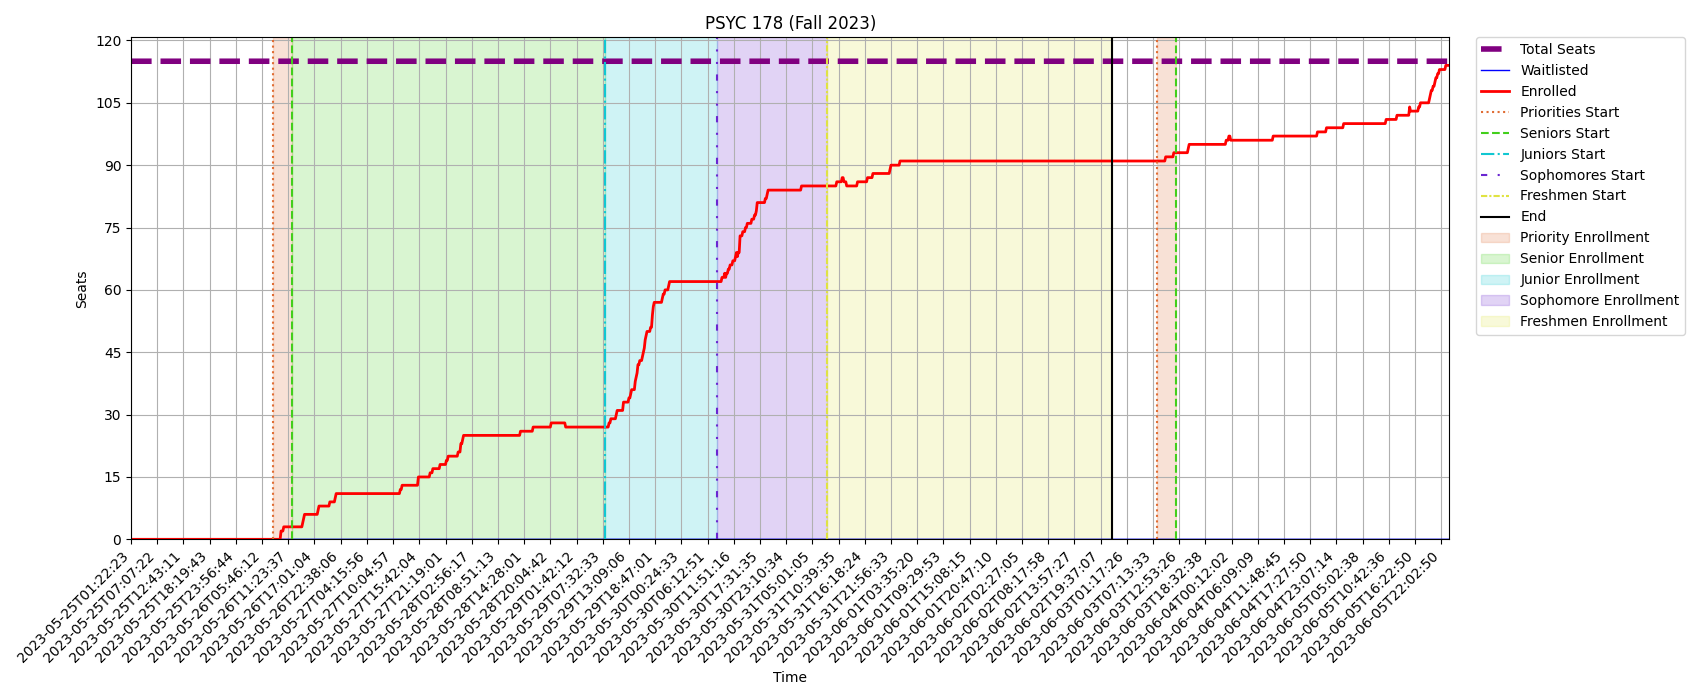 PSYC 178 (Fall 2023)
120
105
90
75
60
45
30
15
0
Seats
2023-05-25T01:22:23
2023-05-25T07:07:22
2023-05-25T12:43:11
2023-05-25T18:19:43
2023-05-25T23:56:44
2023-05-26T05:46:12
2023-05-26T11:23:37
2023-05-26T17:01:04
2023-05-26T22:38:06
2023-05-27T04:15:56
2023-05-27T10:04:57
2023-05-27T15:42:04
2023-05-27T21:19:01
2023-05-28T02:56:17
2023-05-28T08:51:13
2023-05-28T14:28:01
2023-05-28T20:04:42
2023-05-29T01:42:12
2023-05-29T07:32:33
2023-05-29T13:09:06
2023-05-29T18:47:01
2023-05-30T00:24:33
2023-05-30T06:12:51
2023-05-30T11:51:16
2023-05-30T17:31:35
2023-05-30T23:10:34
2023-05-31T05:01:05
2023-05-31T10:39:35
2023-05-31T16:18:24
2023-05-31T21:56:33
2023-06-01T03:35:20
2023-06-01T09:29:53
2023-06-01T15:08:15
2023-06-01T20:47:10
2023-06-02T02:27:05
2023-06-02T08:17:58
2023-06-02T13:57:27
2023-06-02T19:37:07
2023-06-03T01:17:26
2023-06-03T07:13:33
2023-06-03T12:53:26
2023-06-03T18:32:38
2023-06-04T00:12:02
2023-06-04T06:09:09
2023-06-04T11:48:45
2023-06-04T17:27:50
2023-06-04T23:07:14
2023-06-05T05:02:38
2023-06-05T10:42:36
2023-06-05T16:22:50
2023-06-05T22:02:50
Time
Total Seats
Waitlisted
Enrolled
Priorities Start
Seniors Start
Juniors Start
Sophomores Start
Freshmen Start
End
Priority Enrollment
Senior Enrollment
Junior Enrollment
Sophomore Enrollment
Freshmen Enrollment